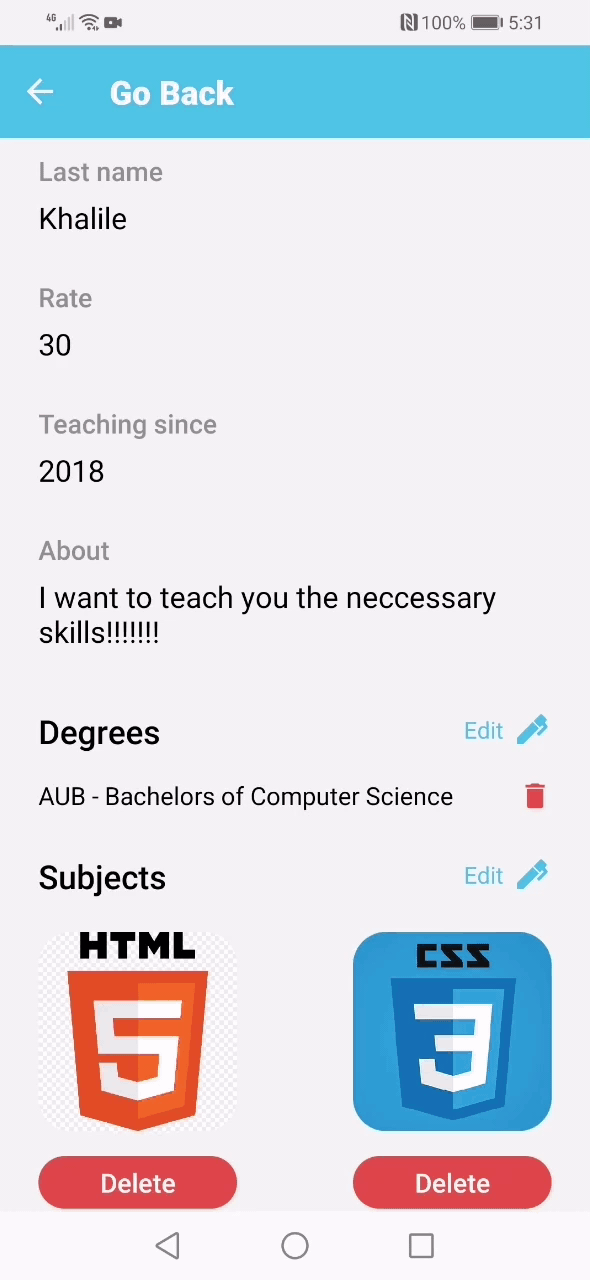 4G 100% 5:31
Go Back
Last name
Khalile
Rate
30
Teaching since
2018
About
I want to teach you the neccessary
skills!!!!!!!
Degrees Edit
AUB - Bachelors of Computer Science
Subjects Edit
HTML CSS
5 3
Delete Delete